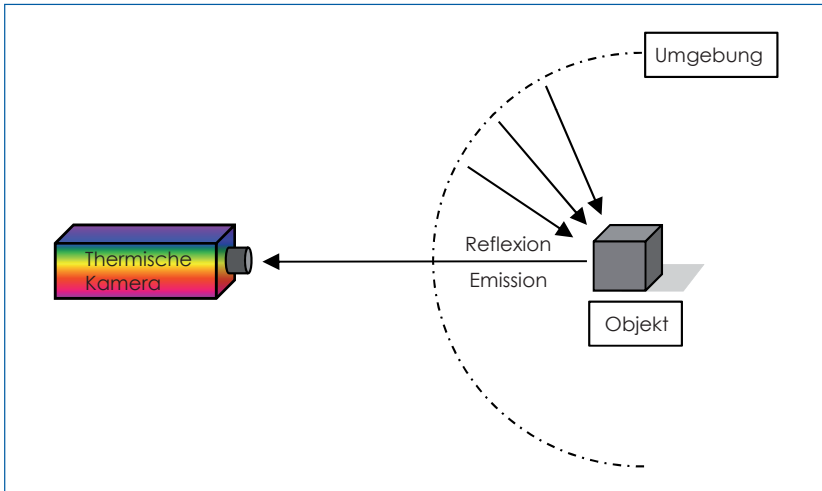 Umgebung
Reflexion
Thermische
Kamera
Emission
Objekt